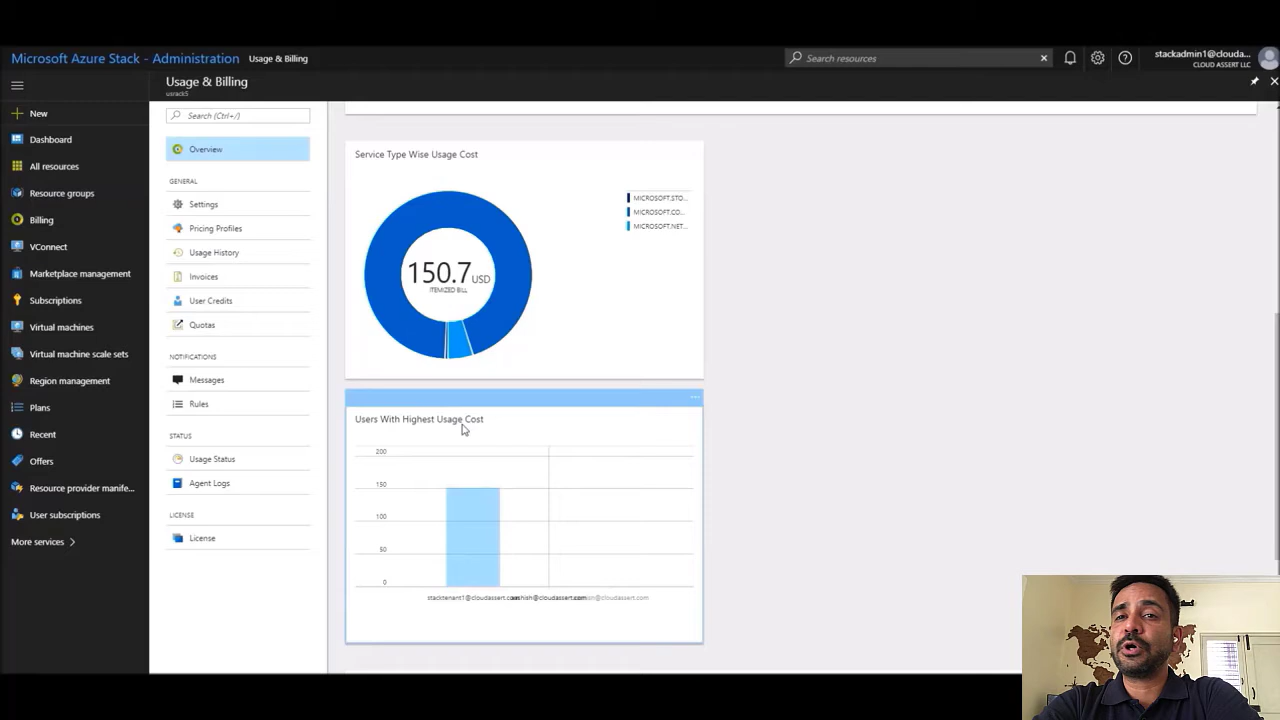 Microsoft Azure Stack - Administration
Usage & Billing
Search resources
stackadmin1@clouda...
CLOUD ASSERT LLC
Usage & Billing
usrack5
New
Dashboard
All resources
Resource groups
Billing
VConnect
Marketplace management
Subscriptions
Virtual machines
Virtual machine scale sets
Region management
Plans
Recent
Offers
Resource provider manife...
User subscriptions
More services
Search (Ctrl+/)
Overview
GENERAL
Settings
Pricing Profiles
Usage History
Invoices
User Credits
Quotas
NOTIFICATIONS
Messages
Rules
STATUS
Usage Status
Agent Logs
LICENSE
License
Service Type Wise Usage Cost
150.7 USD
ITEMIZED BILL
MICROSOFT.STO...
MICROSOFT.CO...
MICROSOFT.NET...
Users With Highest Usage Cost
200
150
100
50
0